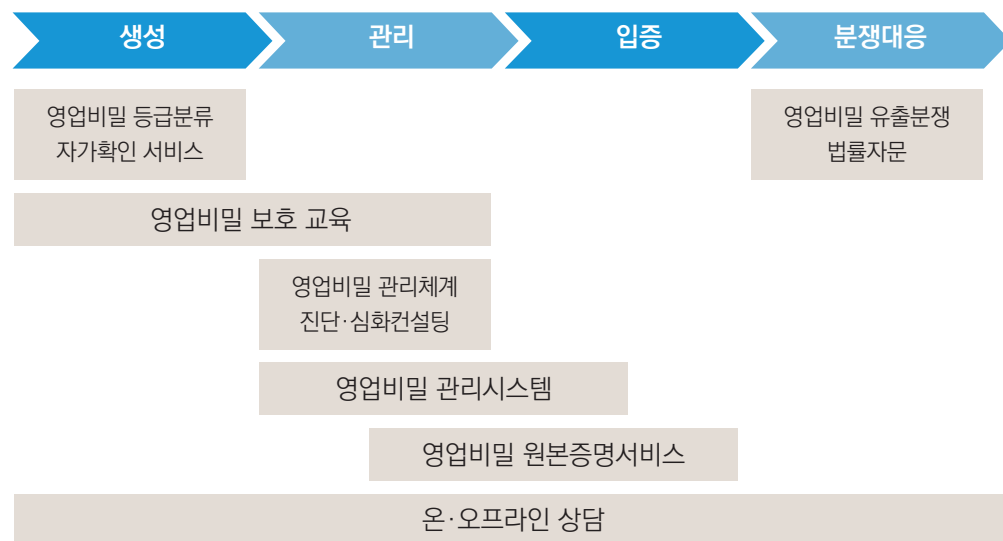 생성
관리
입증
분쟁대응
영업비밀 등급분류
자가확인 서비스
영업비밀 유출분쟁
법률자문
영업비밀 보호 교육
영업비밀 관리체계
진단·심화컨설팅
영업비밀 관리시스템
영업비밀 원본증명서비스
온·오프라인 상담